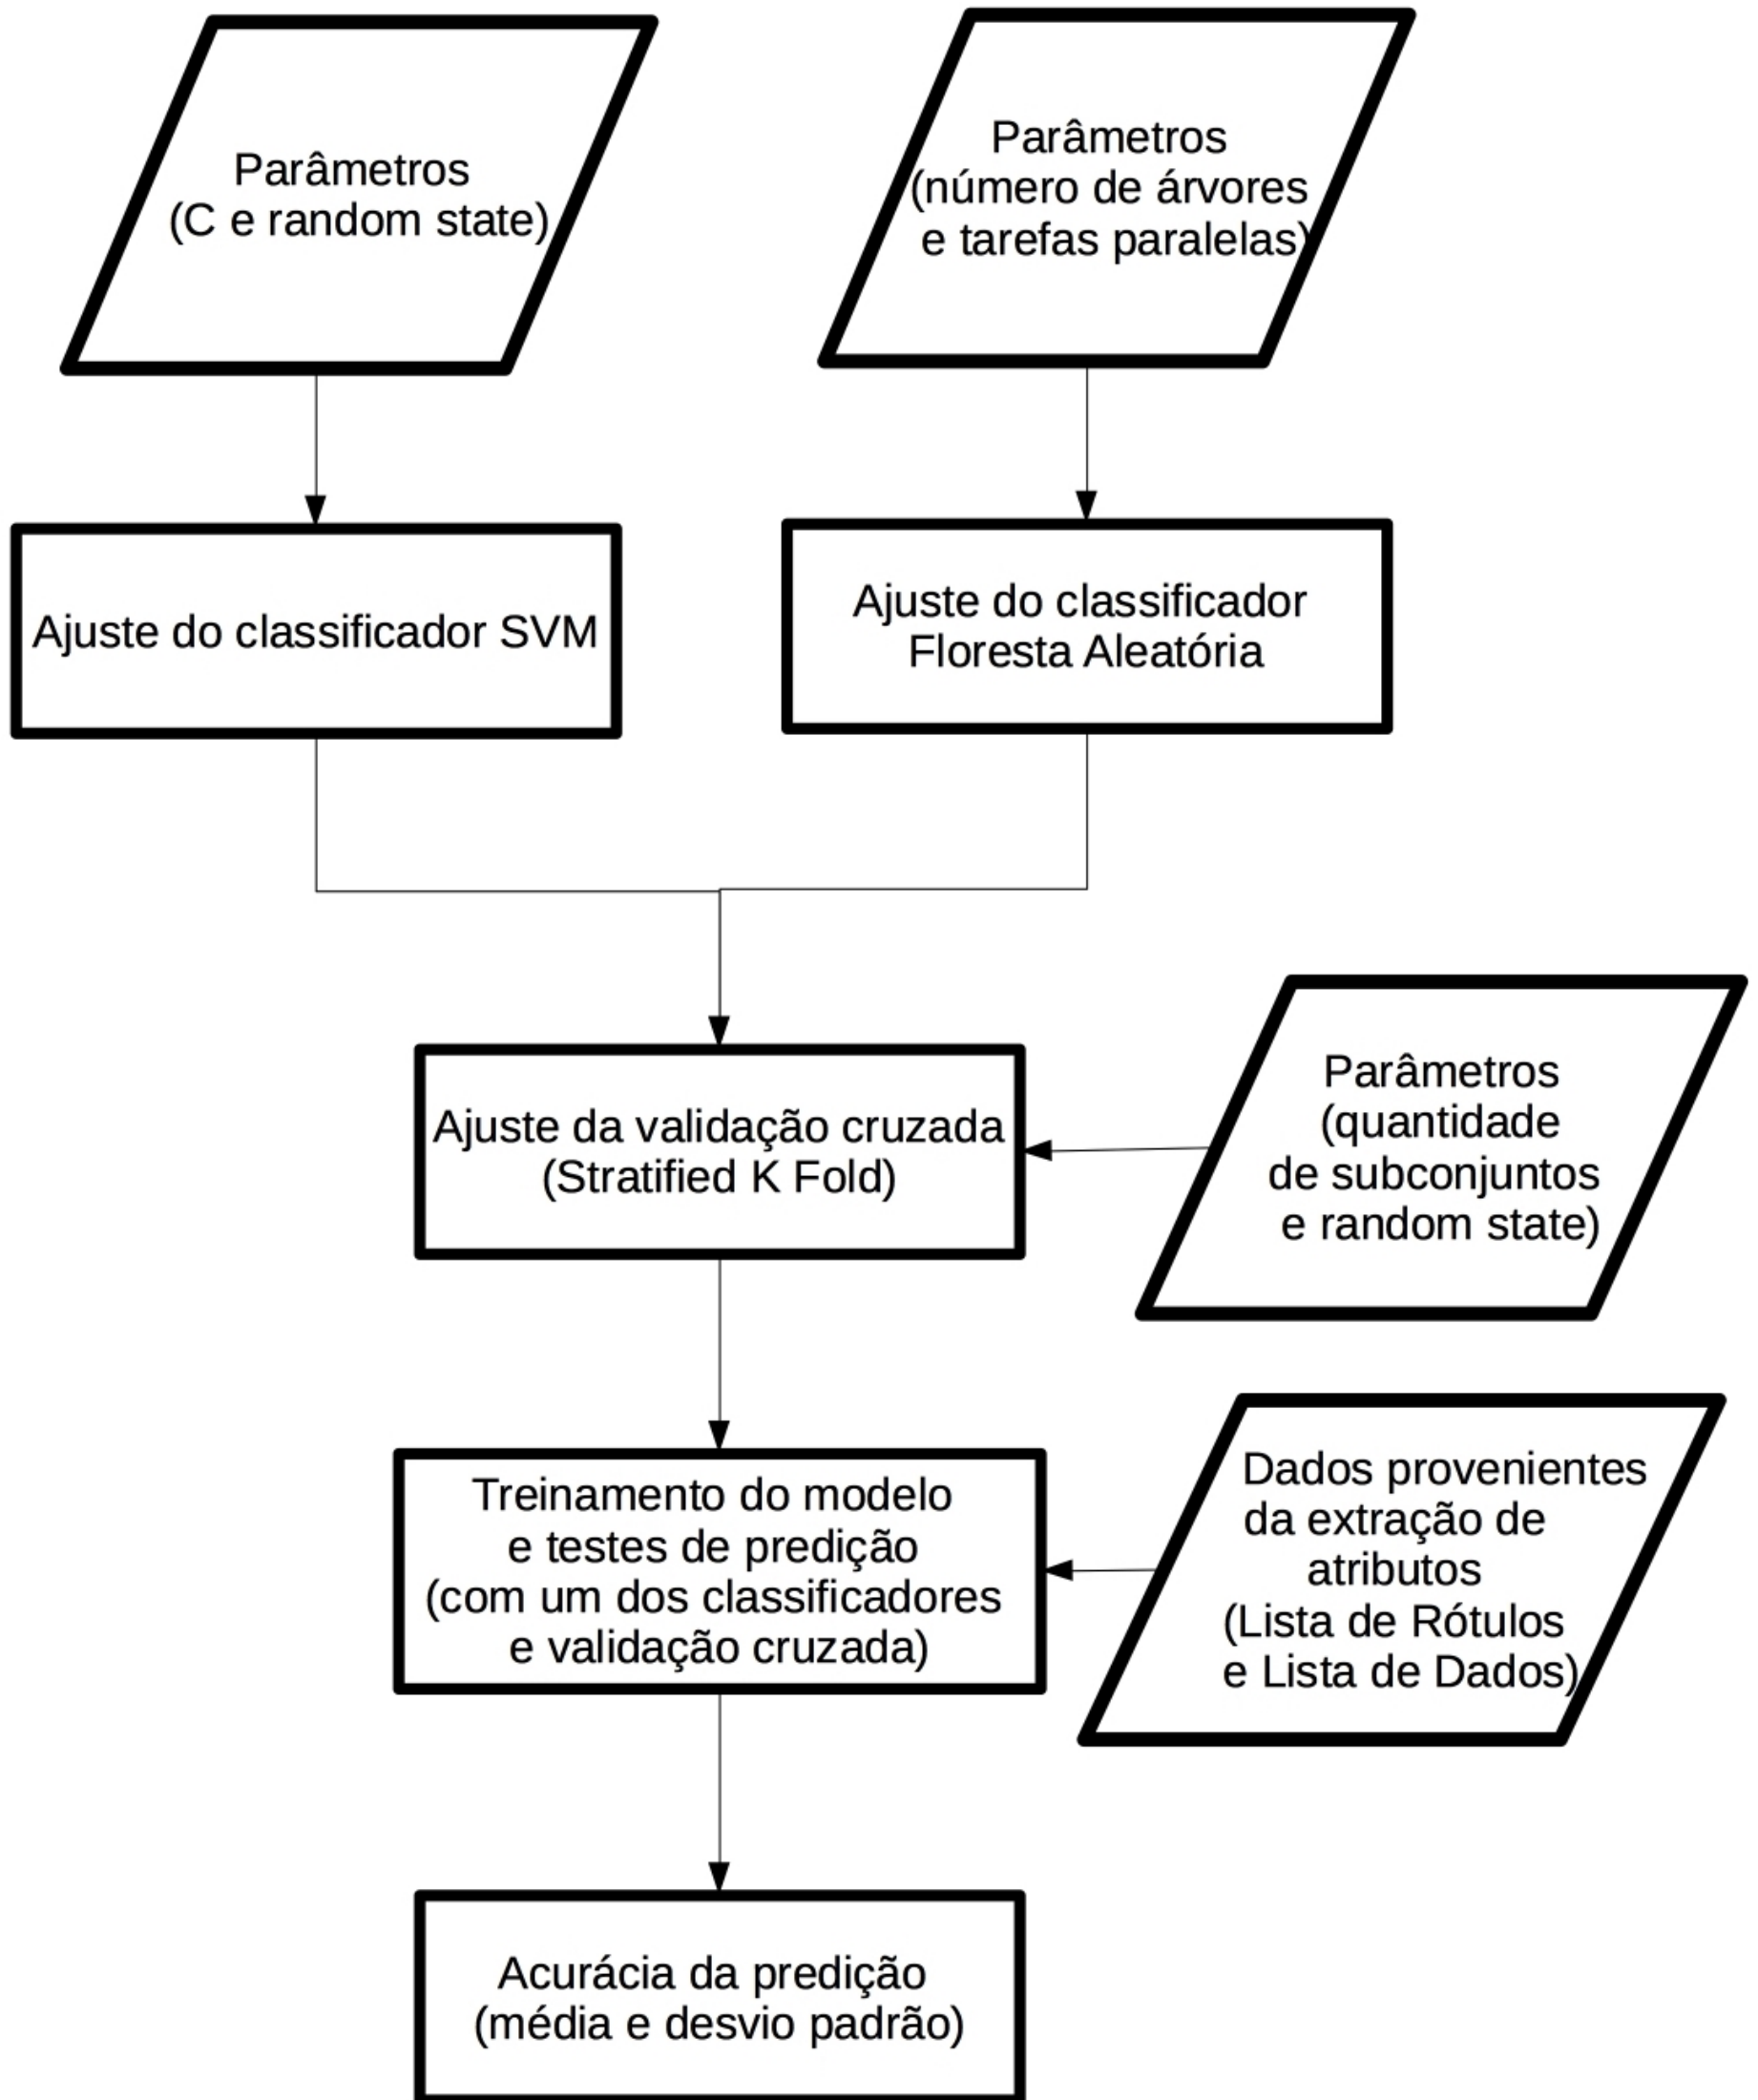 Parâmetros
(C e random state)
Parâmetros
(número de árvores
e tarefas paralelas)
Ajuste do classificador SVM
Ajuste do classificador
Floresta Aleatória
Ajuste da validação cruzada
(Stratified K Fold)
Parâmetros
(quantidade
de subconjuntos
e random state)
Treinamento do modelo
e testes de predição
(com um dos classificadores
e validação cruzada)
Dados provenientes
da extração de
atributos
(Lista de Rótulos
e Lista de Dados)
Acurácia da predição
(média e desvio padrão)